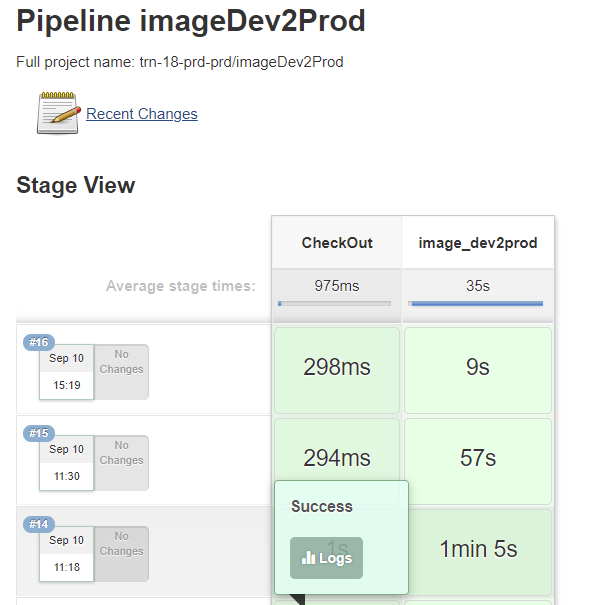 Pipeline imageDev2Prod
Full project name: trn-18-prd-prd/imageDev2Prod
Recent Changes
Stage View
CheckOut image_dev2prod
Average stage times: 975ms 35s
#16
Sep 10 No Changes
15:19
298ms 9s
#15
Sep 10 No Changes
11:30
294ms 57s
#14
Sep 10 No Changes
11:18
Success
1s
Logs
1min 5s